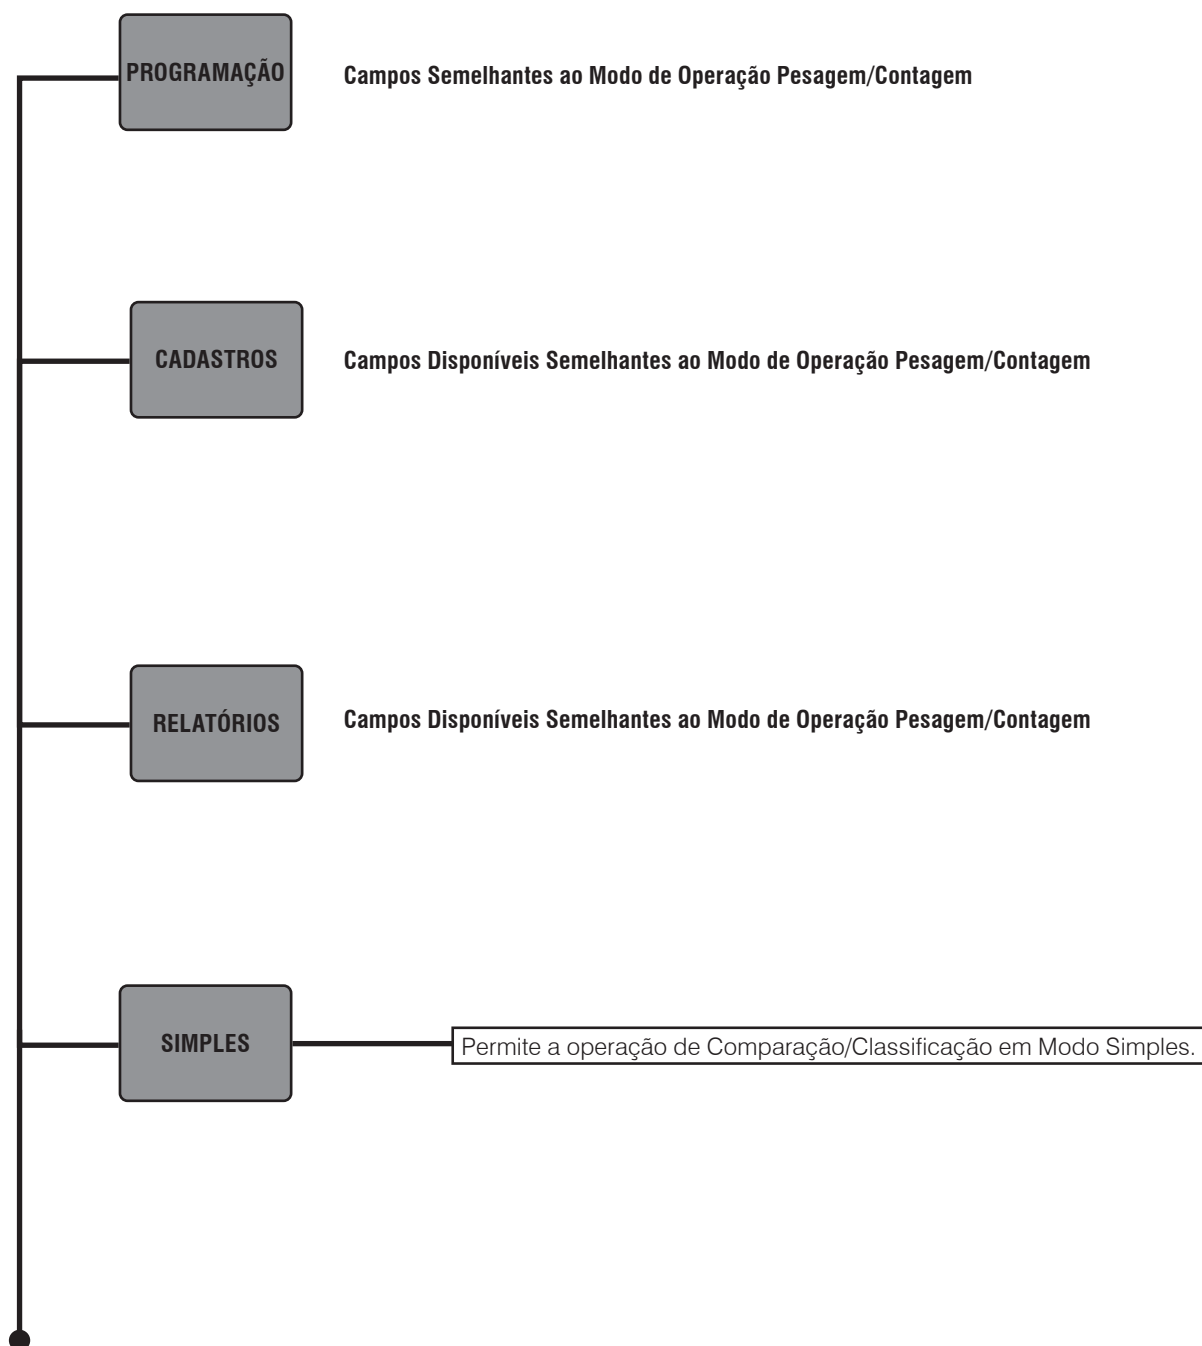 PROGRAMAÇÃO
Campos Semelhantes ao Modo de Operação Pesagem/Contagem
CADASTROS
Campos Disponíveis Semelhantes ao Modo de Operação Pesagem/Contagem
RELATÓRIOS
Campos Disponíveis Semelhantes ao Modo de Operação Pesagem/Contagem
SIMPLES
Permite a operação de Comparação/Classificação em Modo Simples.